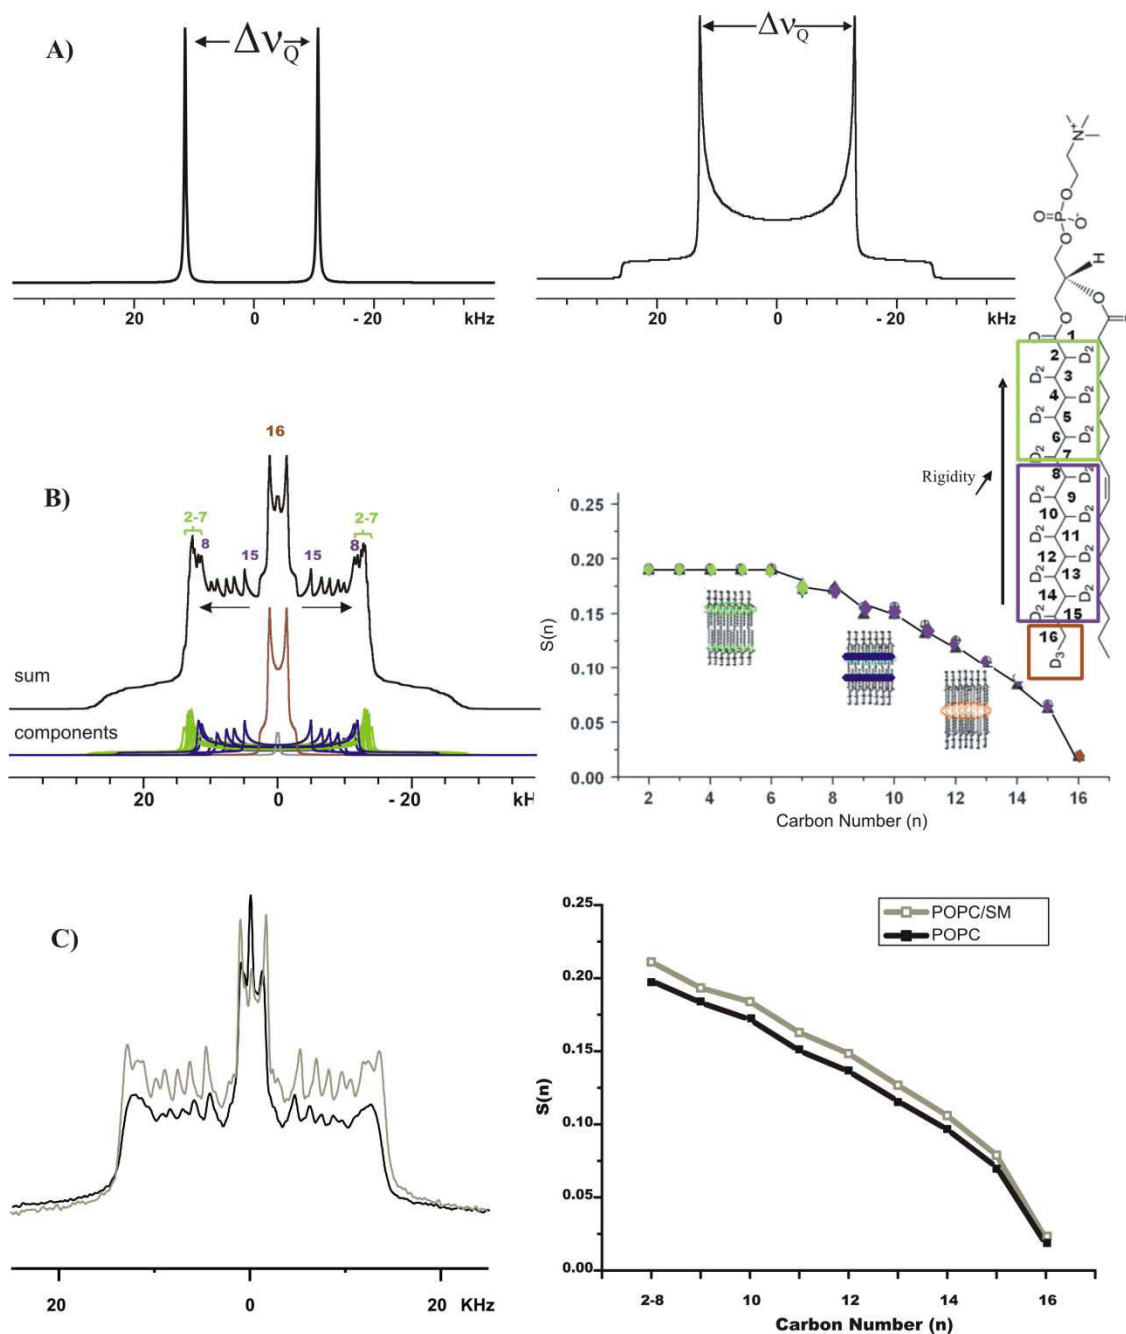 A)
Δν_Q
20 0 - 20 kHz
Δν_Q
20 0 - 20 kHz
N+
O=P-O-
O
O
H
O
O
O
O
1
D2 2 D2
3
4
5
6
7
8
9
10
11
12
13
14
15
16
D3
Rigidity
B)
16
2-7 2-7
8 15 15 8
sum
components
20 0 - 20 kH
0.25
0.20
0.15
0.10
0.05
0.00
S(n)
2 4 6 8 10 12 14 16
Carbon Number (n)
C)
20 0 20 KHz
0.25
0.20
0.15
0.10
0.05
0.00
S(n)
POPC/SM
POPC
2-8 10 12 14 16
Carbon Number (n)